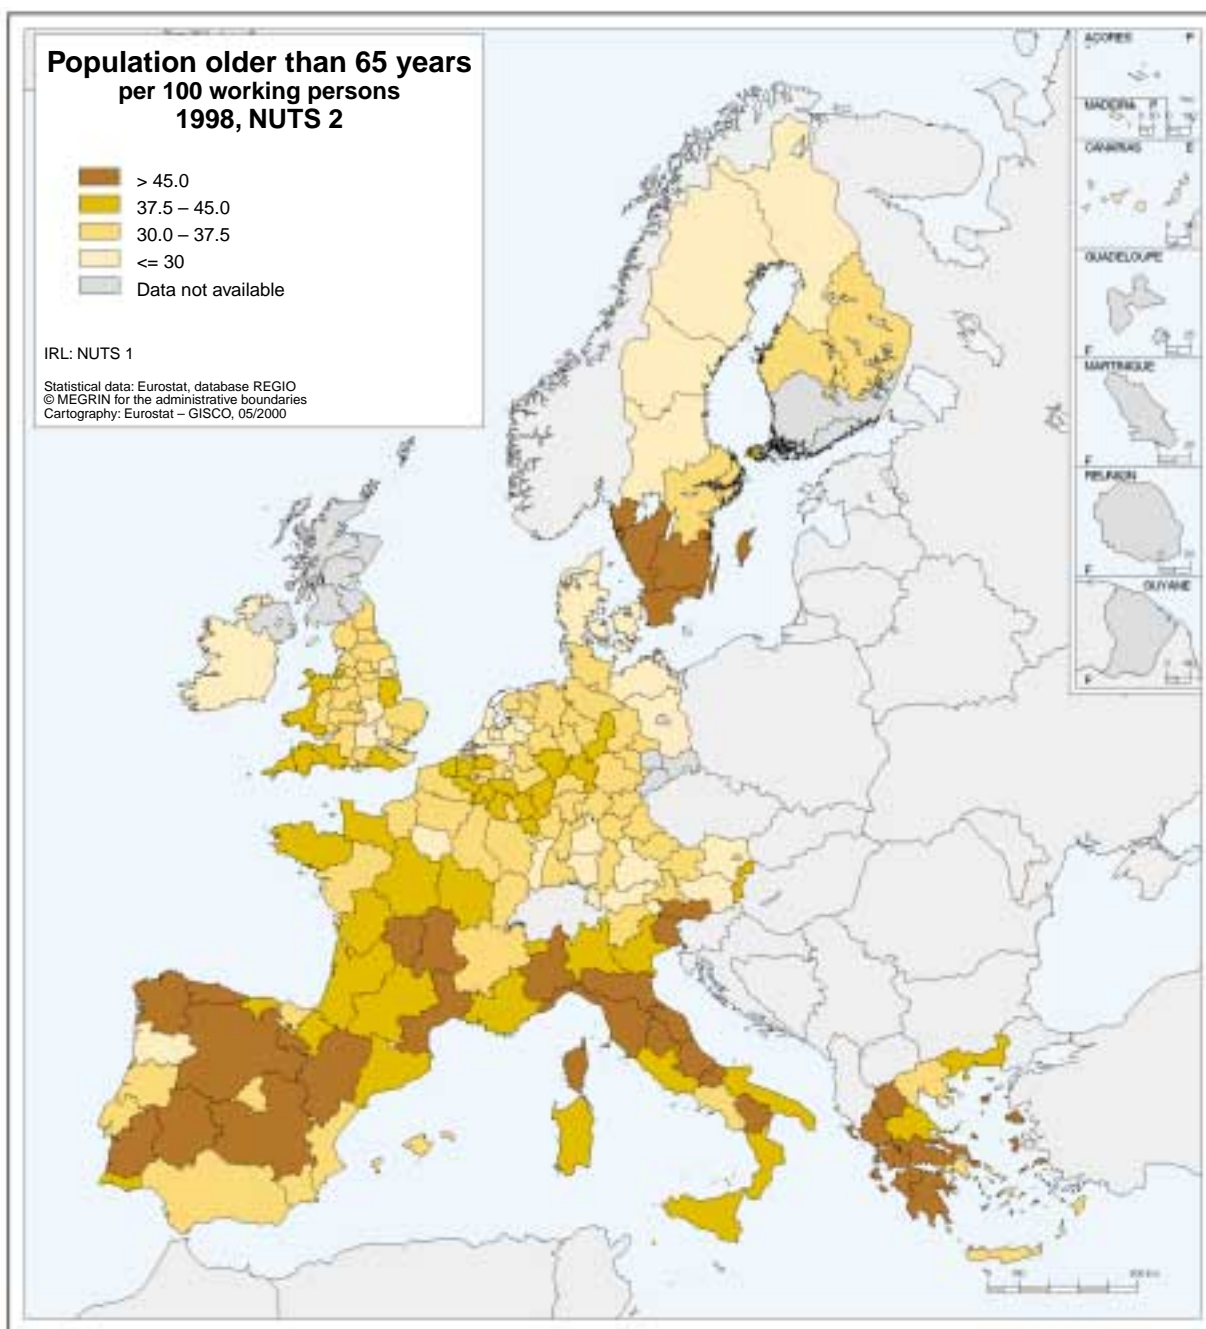 Population older than 65 years
per 100 working persons
1998, NUTS 2
> 45.0
37.5 – 45.0
30.0 – 37.5
<= 30
Data not available
IRL: NUTS 1
Statistical data: Eurostat, database REGIO
© MEGRIN for the administrative boundaries
Cartography: Eurostat – GISCO, 05/2000
AÇORES P
MADEIRA P
CANARIAS E
GUADELOUPE
F
MARTINIQUE
F
REUNION
F
GUYANE
F